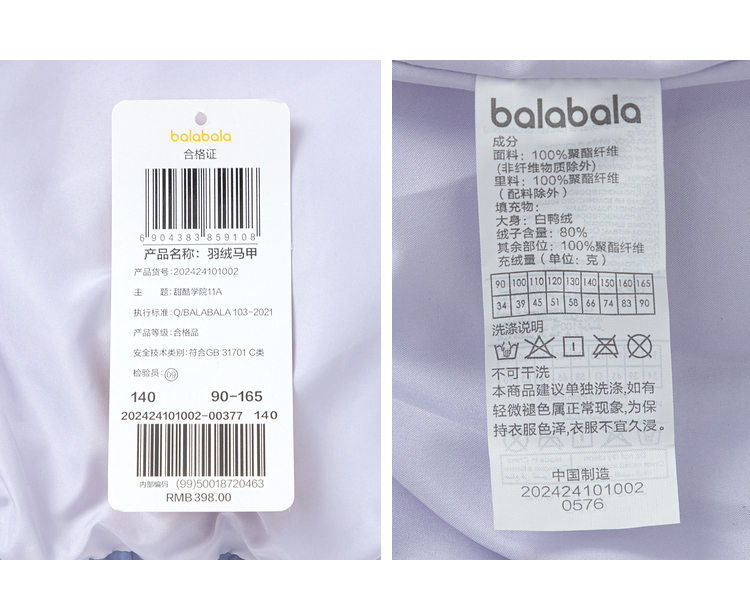 balabala
合格证
6 904383 859108
产品名称: 羽绒马甲
产品货号:202424101002
主 题:甜酷学院11A
执行标准:Q/BALABALA 103-2021
产品等级:合格品
安全技术类别:符合GB 31701 C类
检验员:09
140 90-165
202424101002-00377 140
内部编码 (99)50018720463
RMB398.00
balabala
成分
面料: 100%聚酯纤维
(非纤维物质除外)
里料: 100%聚酯纤维
(配料除外)
填充物:
大身: 白鸭绒
绒子含量: 80%
其余部位: 100%聚酯纤维
充绒量(单位: 克)
90 100 110 120 130 140 150 160 165
34 39 45 51 58 66 74 83 90
洗涤说明
不可干洗
本商品建议单独洗涤,如有
轻微褪色属正常现象,为保
持衣服色泽,衣服不宜久浸。
中国制造
202424101002
0576